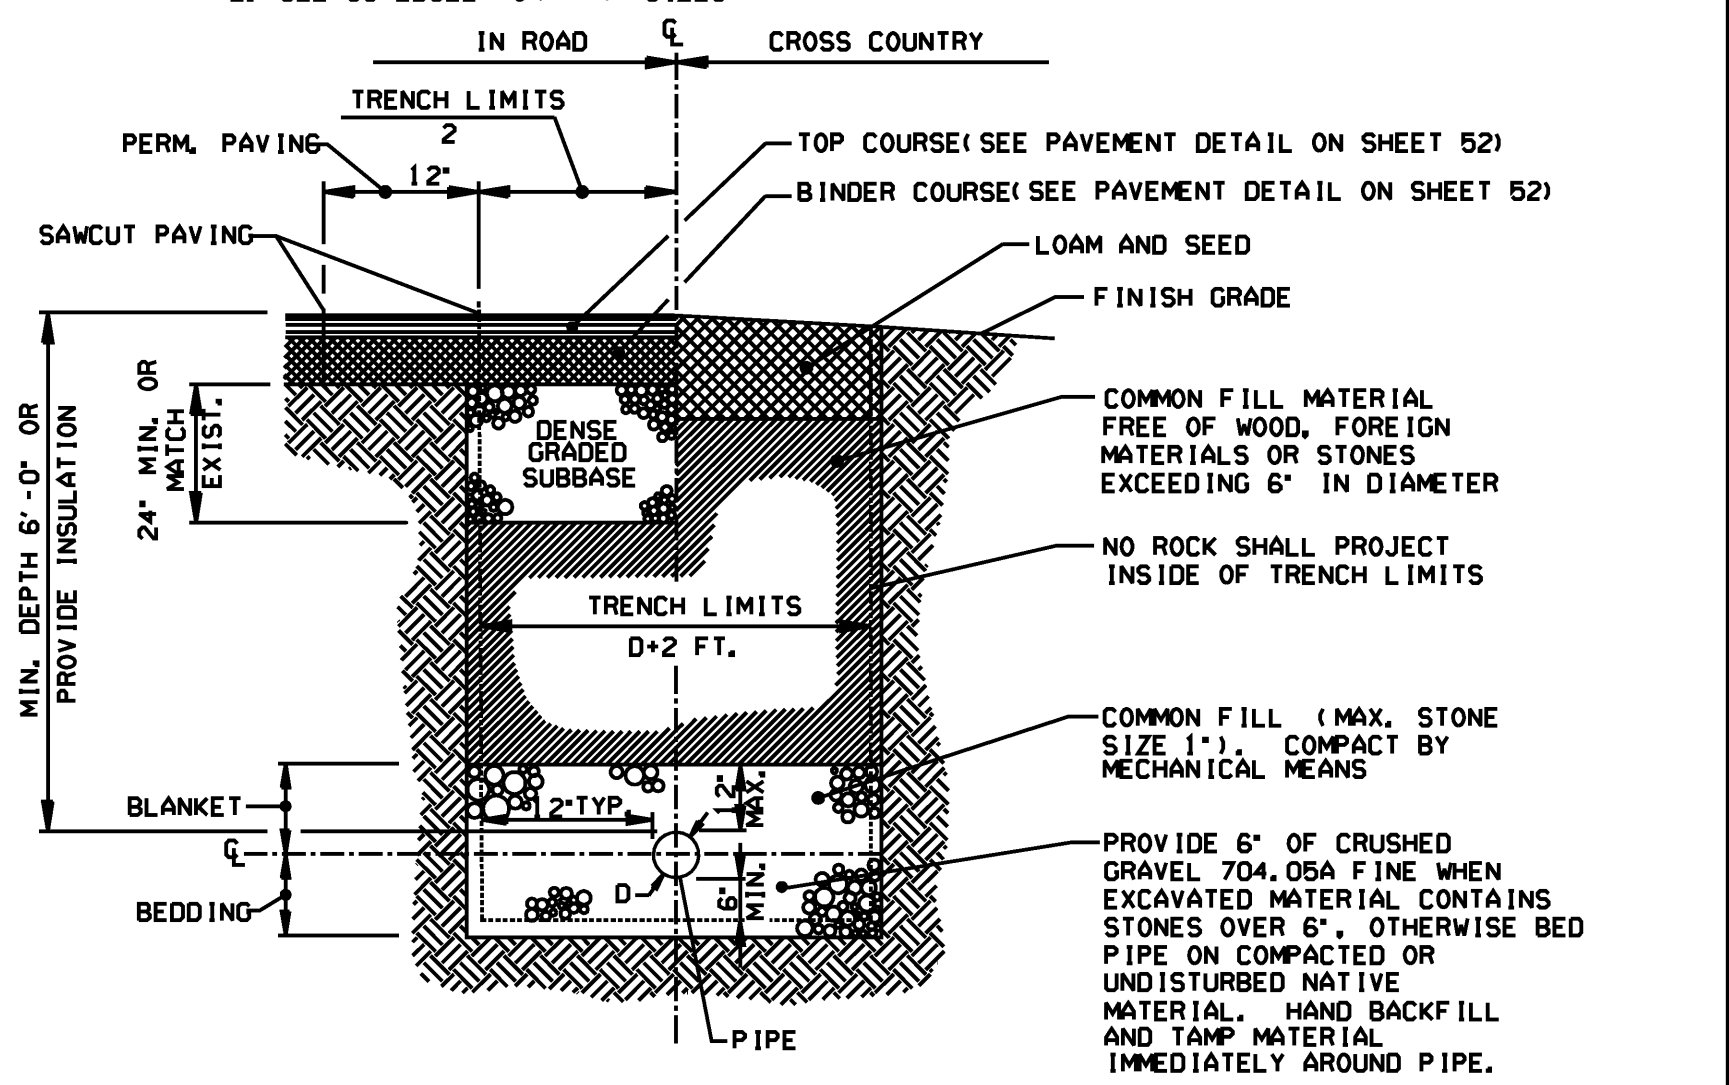 IN ROAD
℄
CROSS COUNTRY
TRENCH LIMITS
2
PERM. PAVING
12"
TOP COURSE(SEE PAVEMENT DETAIL ON SHEET 52)
BINDER COURSE(SEE PAVEMENT DETAIL ON SHEET 52)
SAWCUT PAVING
LOAM AND SEED
FINISH GRADE
MIN. DEPTH 6'-0" OR
PROVIDE INSULATION
24" MIN. OR
MATCH
EXIST.
DENSE
GRADED
SUBBASE
COMMON FILL MATERIAL
FREE OF WOOD, FOREIGN
MATERIALS OR STONES
EXCEEDING 6" IN DIAMETER
NO ROCK SHALL PROJECT
INSIDE OF TRENCH LIMITS
TRENCH LIMITS
D+2 FT.
COMMON FILL (MAX. STONE
SIZE 1"). COMPACT BY
MECHANICAL MEANS
BLANKET
12"TYP.
12"
MAX.
℄
D
6"
MIN.
BEDDING
PROVIDE 6" OF CRUSHED
GRAVEL 704.05A FINE WHEN
EXCAVATED MATERIAL CONTAINS
STONES OVER 6", OTHERWISE BED
PIPE ON COMPACTED OR
UNDISTURBED NATIVE
MATERIAL. HAND BACKFILL
AND TAMP MATERIAL
IMMEDIATELY AROUND PIPE.
PIPE